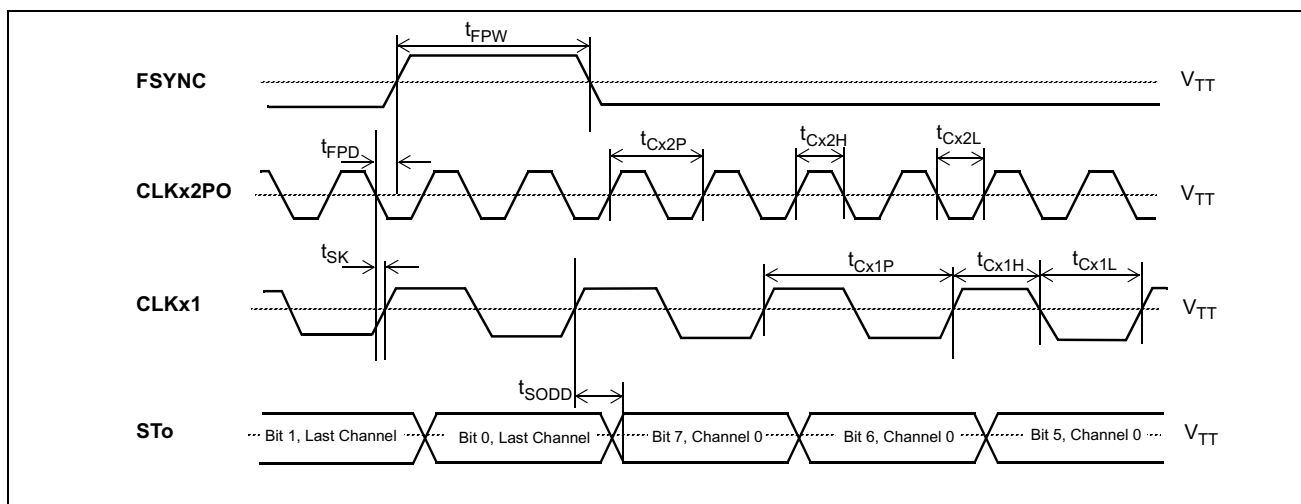 tFPW
FSYNC
VTT
tFPD
tCx2P
tCx2H
tCx2L
CLKx2PO
VTT
tSK
tCx1P
tCx1H
tCx1L
CLKx1
VTT
tSODD
STo
Bit 1, Last Channel
Bit 0, Last Channel
Bit 7, Channel 0
Bit 6, Channel 0
Bit 5, Channel 0
VTT